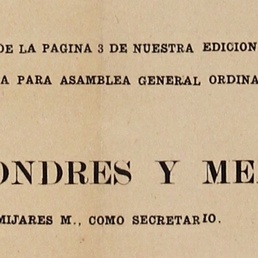 DE LA PAGINA 3 DE NUESTRA EDICION
A PARA ASAMBLEA GENERAL ORDINA
ONDRES Y ME
MIJARES M., COMO SECRETARIO.